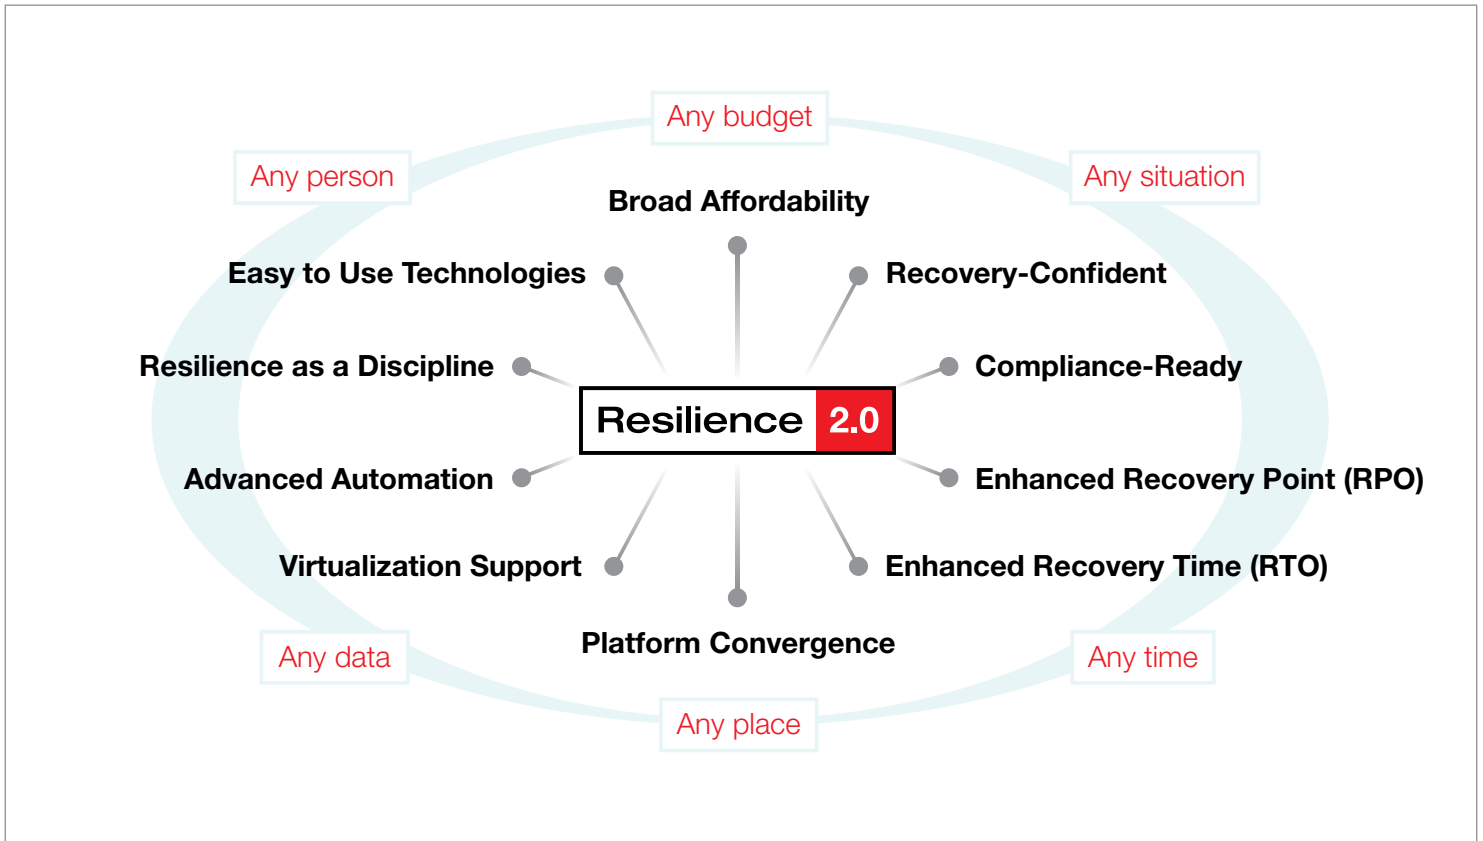 Any budget
Any person
Any situation
Broad Affordability
Easy to Use Technologies
Recovery-Confident
Resilience as a Discipline
Compliance-Ready
Resilience 2.0
Advanced Automation
Enhanced Recovery Point (RPO)
Virtualization Support
Enhanced Recovery Time (RTO)
Platform Convergence
Any data
Any time
Any place